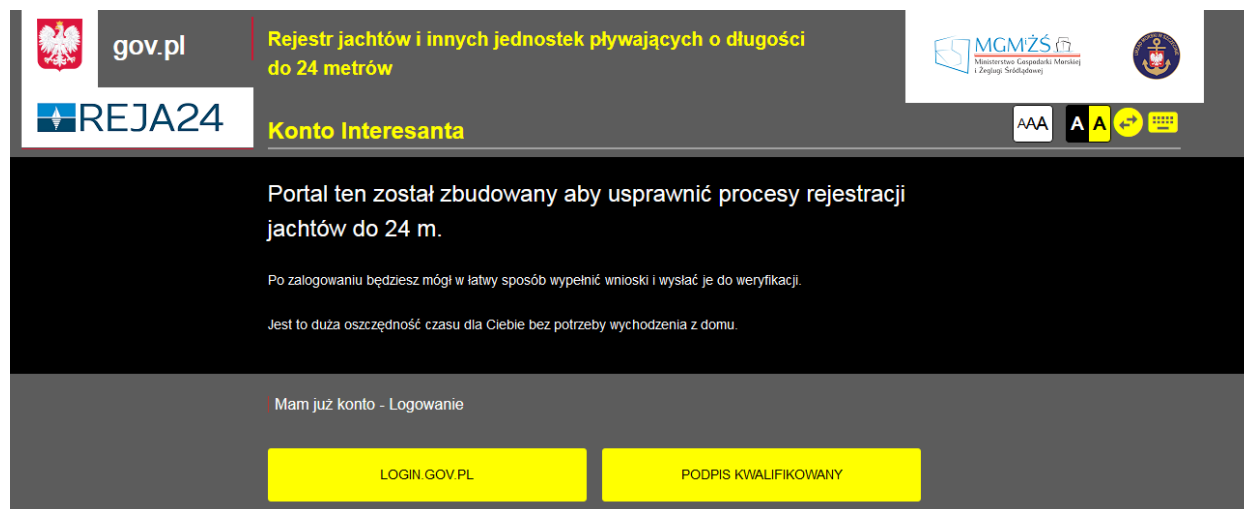 gov.pl
Rejestr jachtów i innych jednostek pływających o długości
do 24 metrów
MGMiŻŚ
Ministerstwo Gospodarki Morskiej
i Żeglugi Śródlądowej
REJA24
Konto Interesanta
AAA
A A
Portal ten został zbudowany aby usprawnić procesy rejestracji
jachtów do 24 m.
Po zalogowaniu będziesz mógł w łatwy sposób wypełnić wnioski i wysłać je do weryfikacji.
Jest to duża oszczędność czasu dla Ciebie bez potrzeby wychodzenia z domu.
Mam już konto - Logowanie
LOGIN.GOV.PL
PODPIS KWALIFIKOWANY